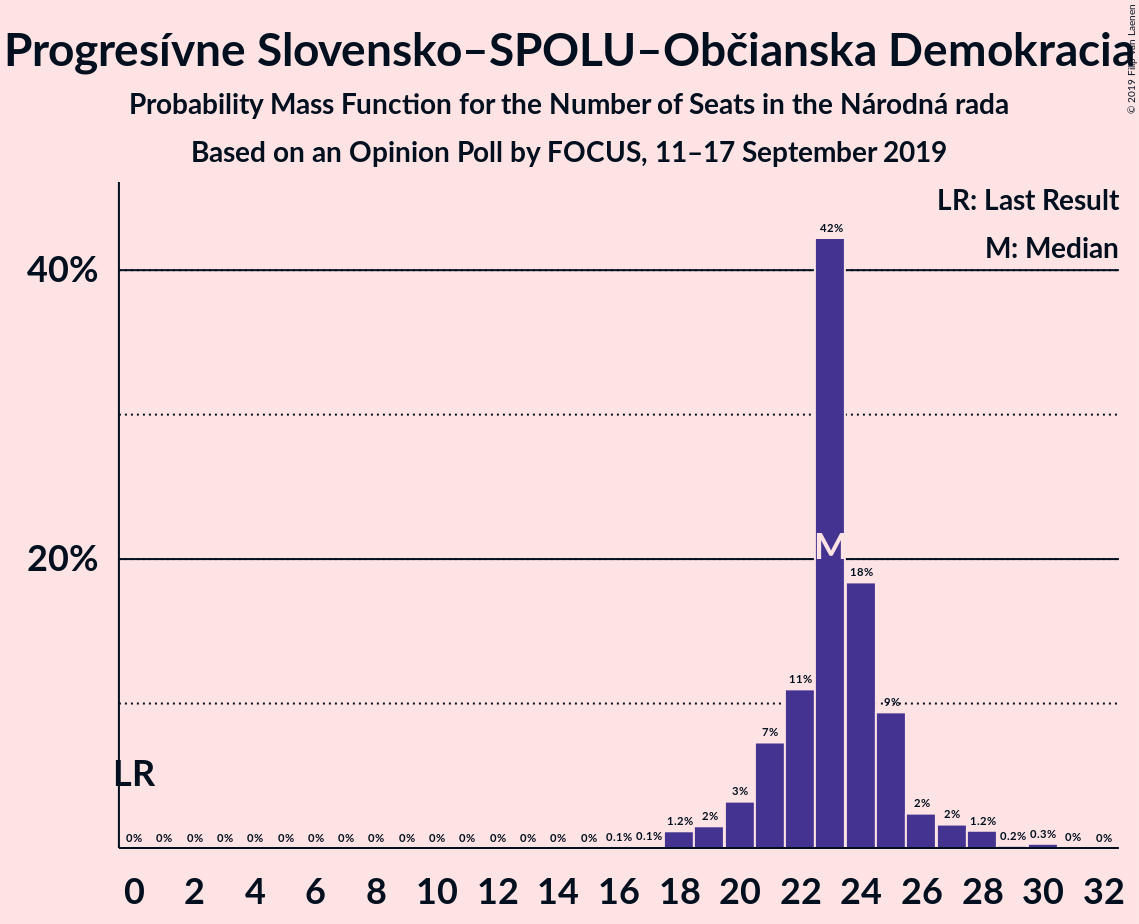 Progresívne Slovensko–SPOLU–Občianska Demokracia
Probability Mass Function for the Number of Seats in the Národná rada
Based on an Opinion Poll by FOCUS, 11–17 September 2019
© 2019 Filip van Laenen
LR: Last Result
M: Median
42%
40%
M
20%
18%
11%
9%
7%
LR
3%
2%
2%
0% 0% 0% 0% 0% 0% 0% 0% 0% 0% 0% 0% 0% 0% 0% 0% 0.1% 0.1% 1.2% 2% 1.2% 0.2% 0.3% 0% 0%
0 2 4 6 8 10 12 14 16 18 20 22 24 26 28 30 32